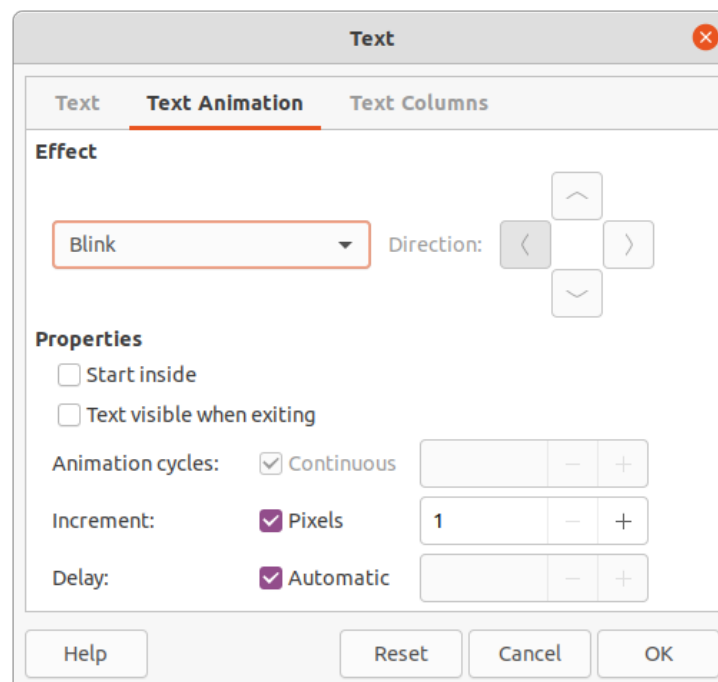 Text
Text Text Animation Text Columns
Effect
Blink Direction:
Properties
Start inside
Text visible when exiting
Animation cycles: Continuous
Increment: Pixels 1
Delay: Automatic
Help Reset Cancel OK